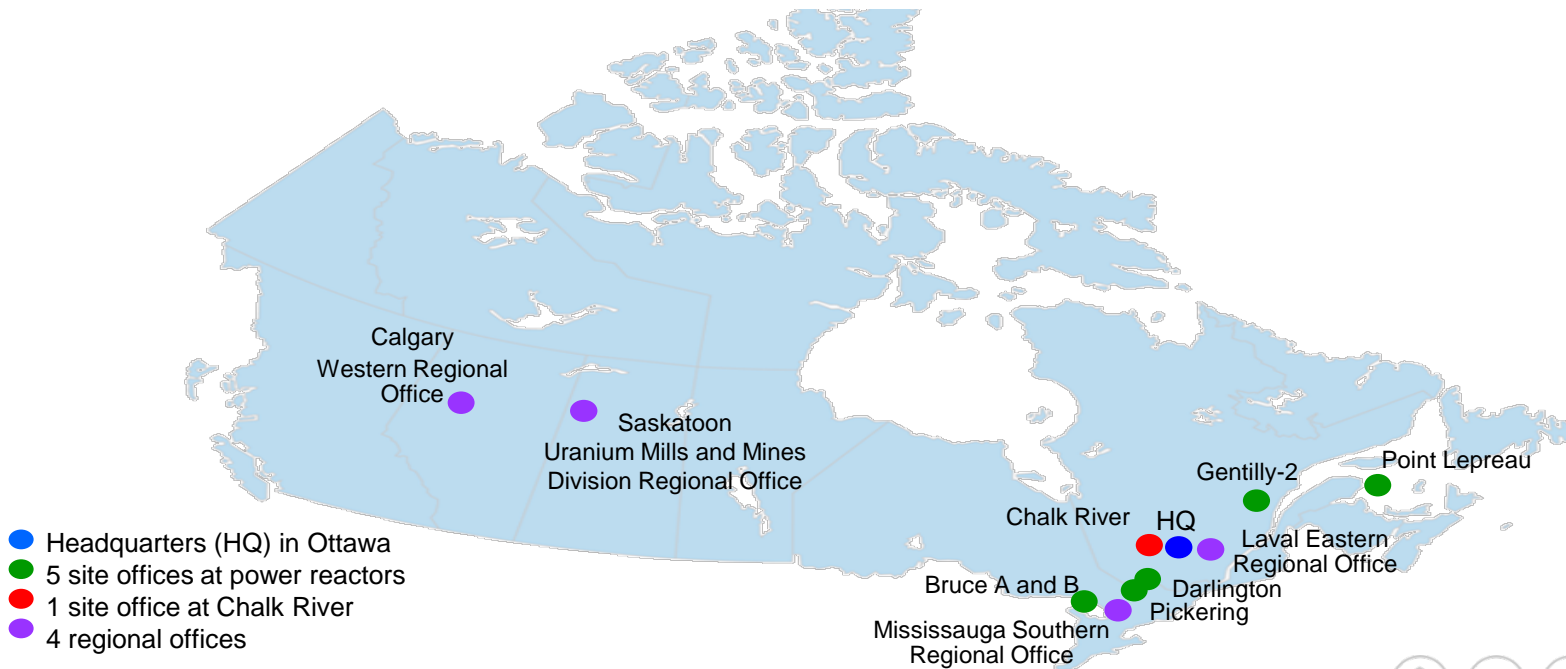 Calgary
Western Regional
Office
Saskatoon
Uranium Mills and Mines
Division Regional Office
Point Lepreau
Gentilly-2
Chalk River
HQ
Laval Eastern
Regional Office
Bruce A and B
Darlington
Pickering
Mississauga Southern
Regional Office
Headquarters (HQ) in Ottawa
5 site offices at power reactors
1 site office at Chalk River
4 regional offices